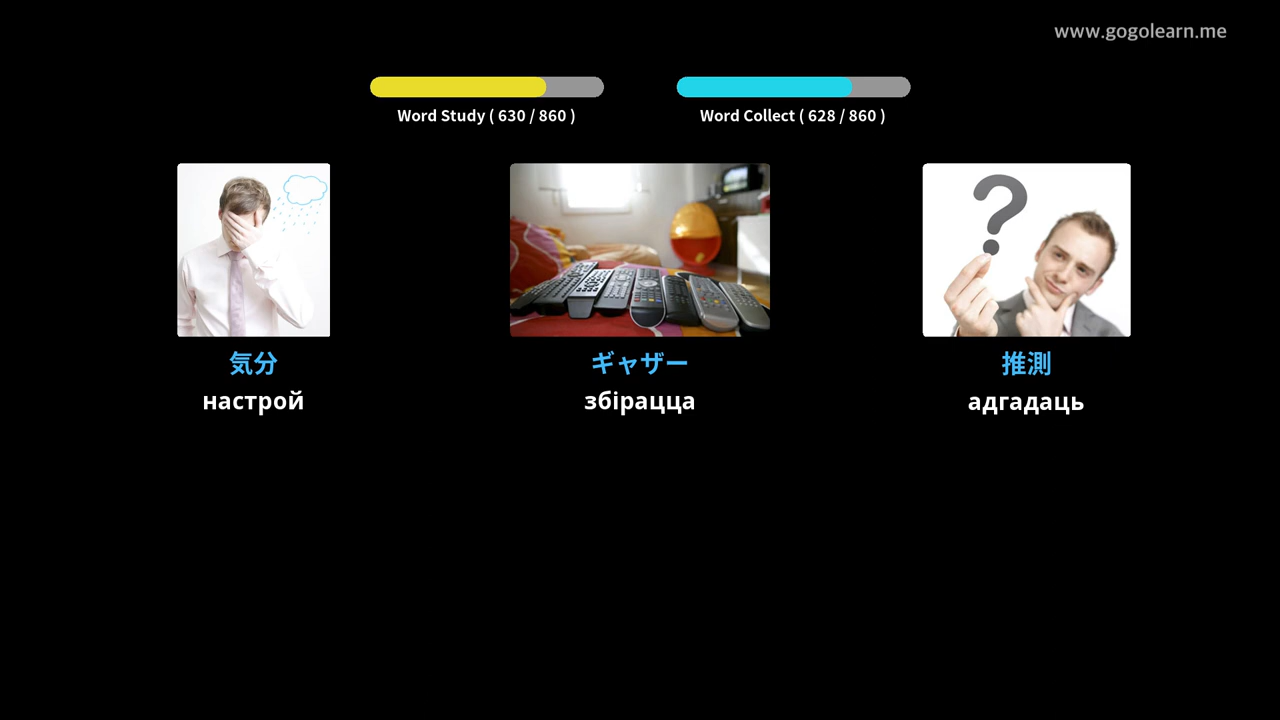 www.gogolearn.me
Word Study ( 630 / 860 )
Word Collect ( 628 / 860 )
気分
настрой
ギャザー
збірацца
推測
адгадаць